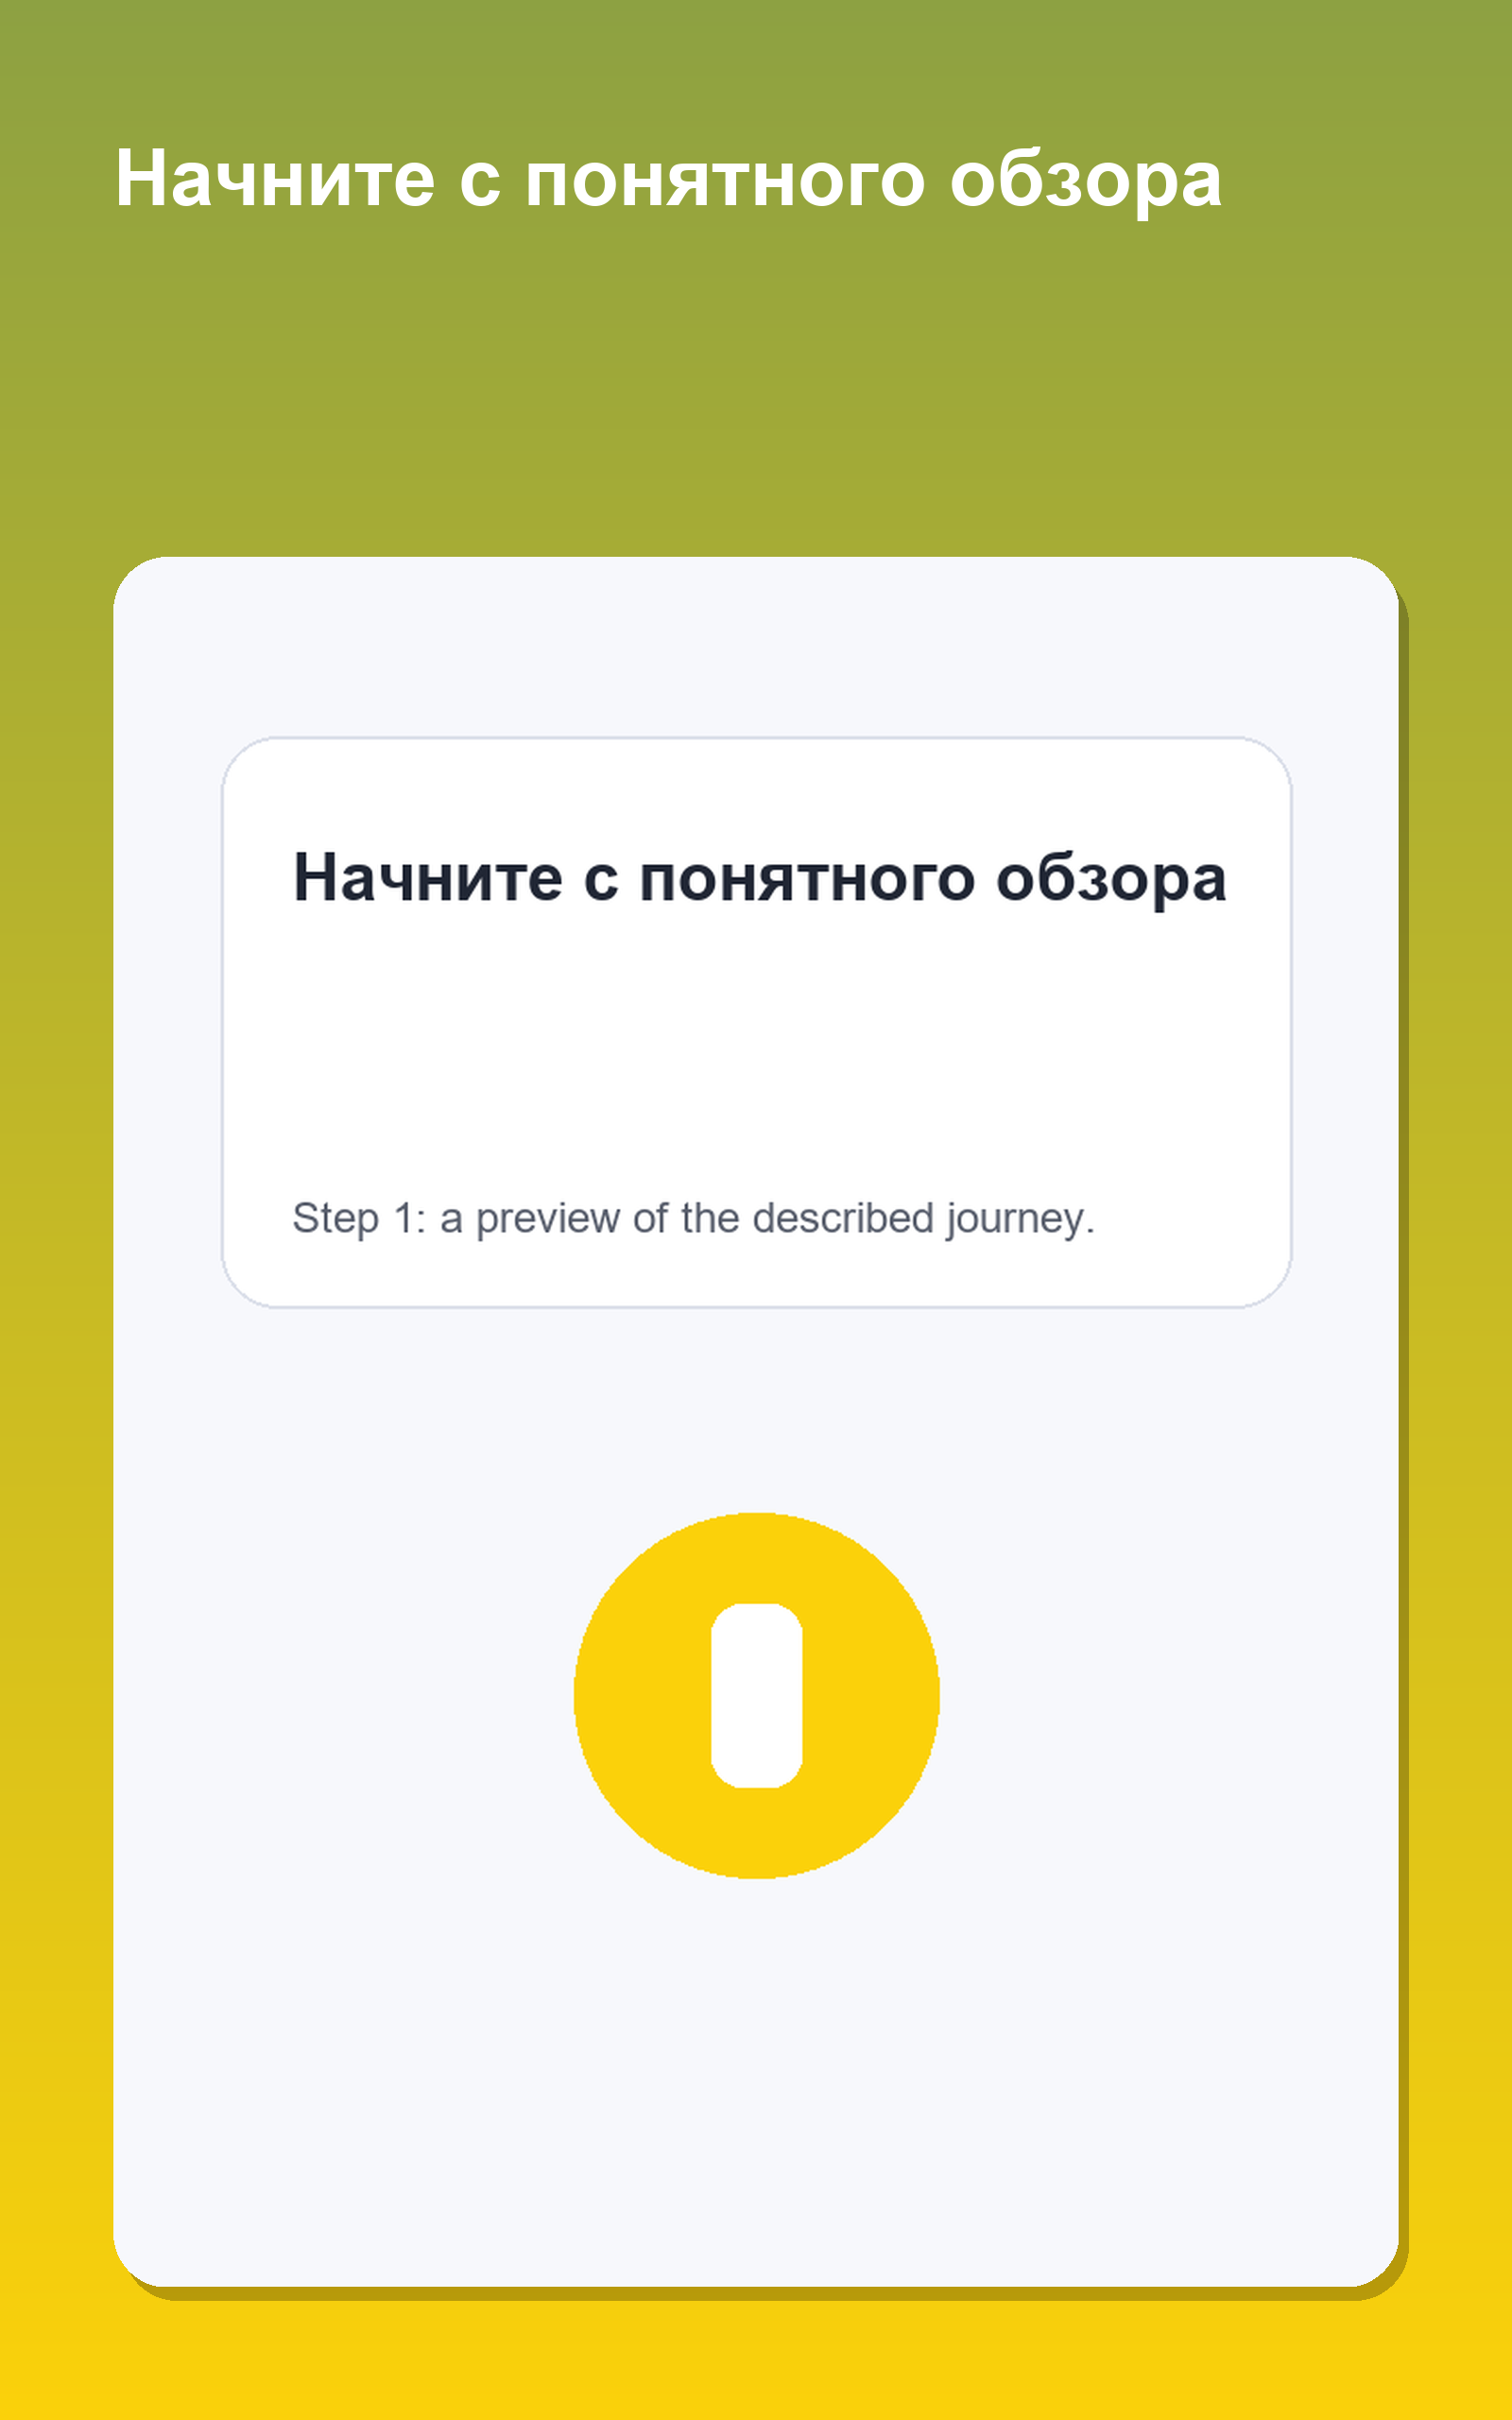 Начните с понятного обзора
Начните с понятного обзора
Step 1: a preview of the described journey.